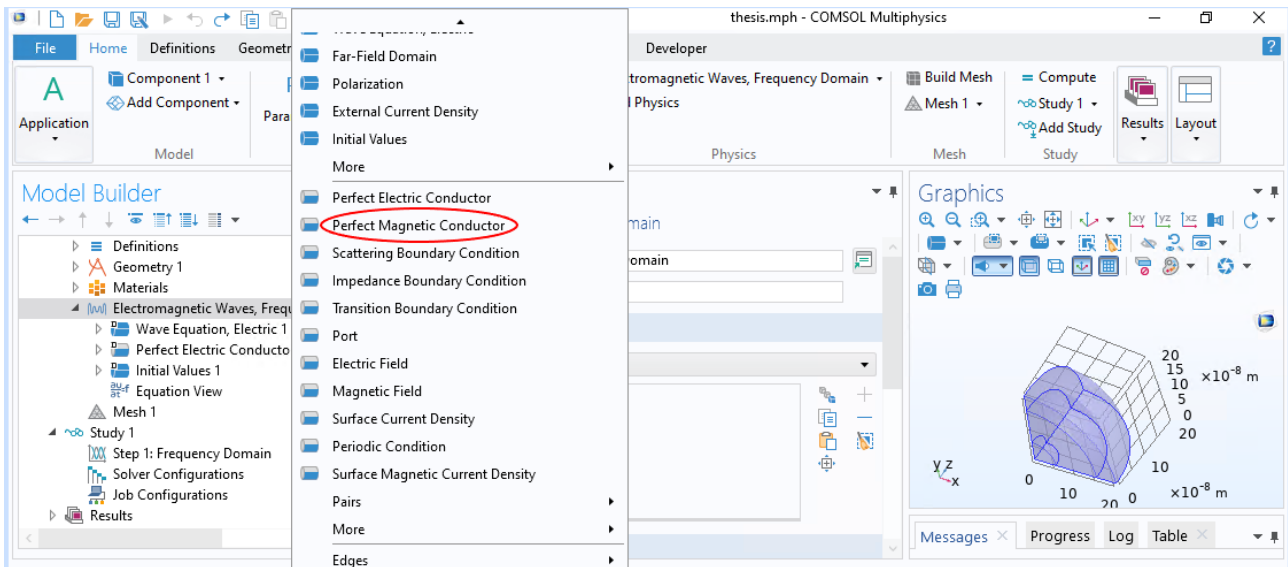 thesis.mph - COMSOL Multiphysics
File Home Definitions Geometr Developer
Component 1
Add Component
Application
Para
Model
tromagnetic Waves, Frequency Domain
Physics
Physics
Build Mesh
Mesh 1
Mesh
Compute
Study 1
Add Study
Study
Results Layout
Model Builder
Definitions
Geometry 1
Materials
Electromagnetic Waves, Frequ
Wave Equation, Electric 1
Perfect Electric Conducto
Initial Values 1
Equation View
Mesh 1
Study 1
Step 1: Frequency Domain
Solver Configurations
Job Configurations
Results
Far-Field Domain
Polarization
External Current Density
Initial Values
More
Perfect Electric Conductor
Perfect Magnetic Conductor
Scattering Boundary Condition
Impedance Boundary Condition
Transition Boundary Condition
Port
Electric Field
Magnetic Field
Surface Current Density
Periodic Condition
Surface Magnetic Current Density
Pairs
More
Edges
main
omain
Graphics
xy yz xz
20
15
10
5
0
×10⁻⁸ m
20
10
0
×10⁻⁸ m
0
10
20
y z
x
Messages Progress Log Table